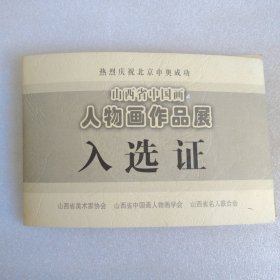 热烈庆祝北京申奥成功
山西省中国画
人物画作品展
入选证
山西省美术家协会 山西省中国画人物画学会 山西省名人联合会